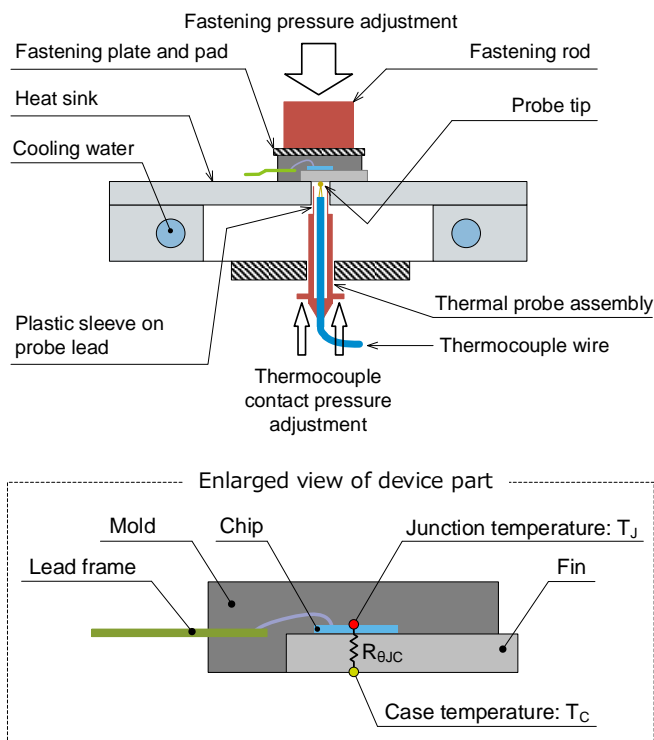 Fastening pressure adjustment
Fastening plate and pad
Fastening rod
Heat sink
Probe tip
Cooling water
Thermal probe assembly
Plastic sleeve on
probe lead
Thermocouple wire
Thermocouple
contact pressure
adjustment
Enlarged view of device part
Mold
Chip
Junction temperature: TJ
Lead frame
Fin
RθJC
Case temperature: TC